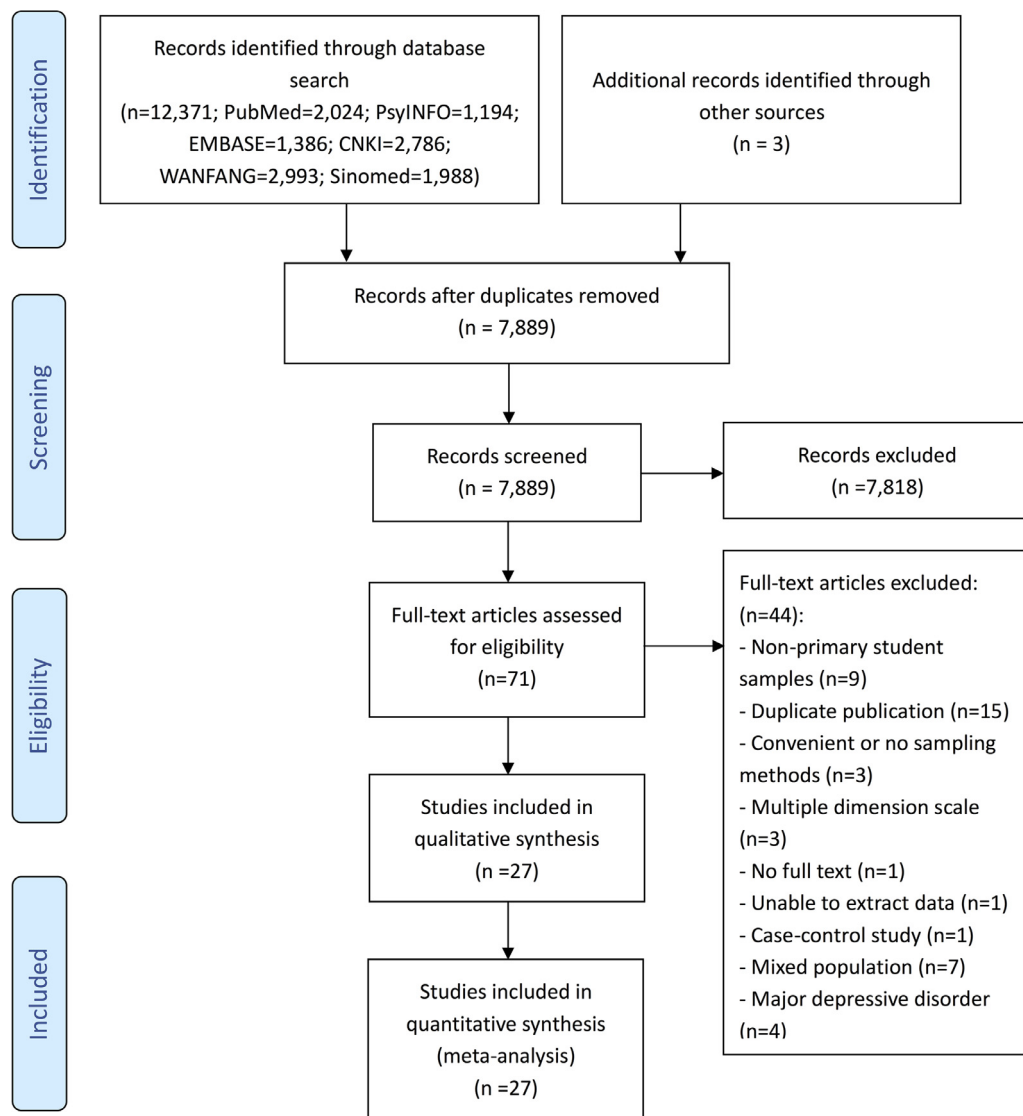 Identification
Records identified through database
search
(n=12,371; PubMed=2,024; PsyINFO=1,194;
EMBASE=1,386; CNKI=2,786;
WANFANG=2,993; Sinomed=1,988)
Additional records identified through
other sources
(n = 3)
Records after duplicates removed
(n = 7,889)
Screening
Records screened
(n = 7,889)
Records excluded
(n =7,818)
Eligibility
Full-text articles assessed
for eligibility
(n=71)
Full-text articles excluded:
(n=44):
- Non-primary student
samples (n=9)
- Duplicate publication (n=15)
- Convenient or no sampling
methods (n=3)
- Multiple dimension scale
(n=3)
- No full text (n=1)
- Unable to extract data (n=1)
- Case-control study (n=1)
- Mixed population (n=7)
- Major depressive disorder
(n=4)
Studies included in
qualitative synthesis
(n =27)
Included
Studies included in
quantitative synthesis
(meta-analysis)
(n =27)